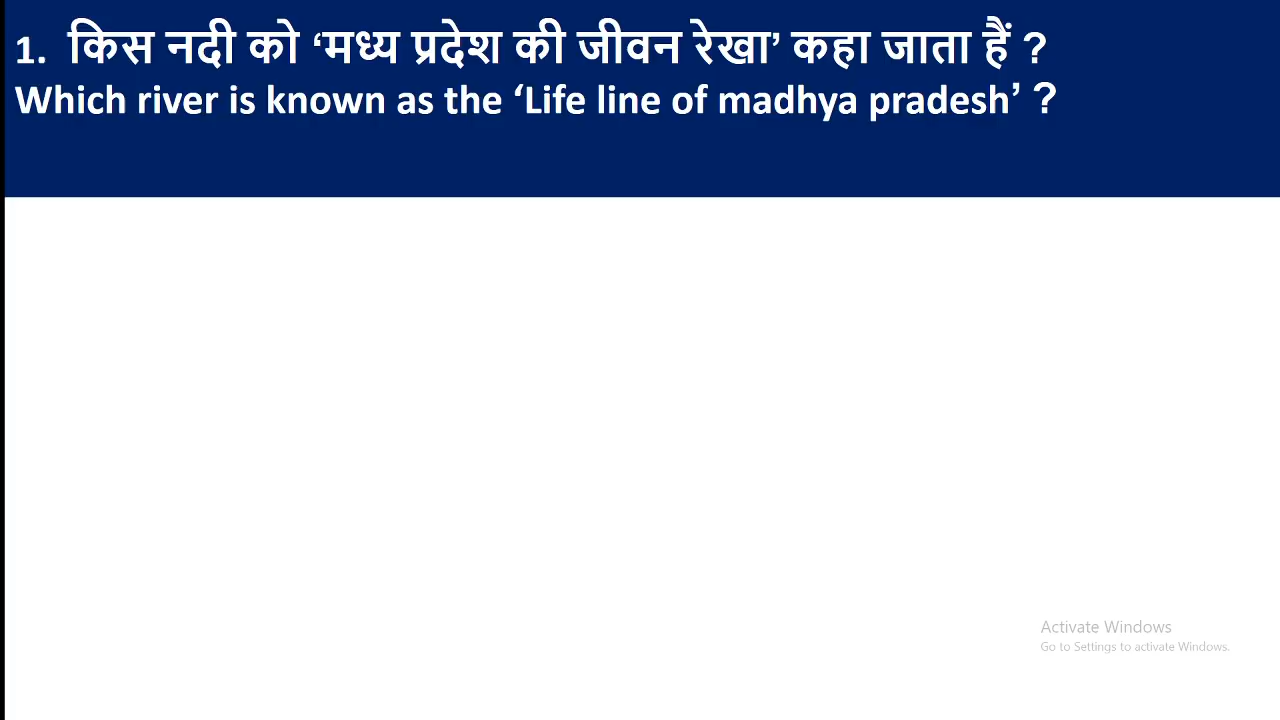 1. किस नदी को ‘मध्य प्रदेश की जीवन रेखा’ कहा जाता हैं ?
Which river is known as the ‘Life line of madhya pradesh’ ?
Activate Windows
Go to Settings to activate Windows.